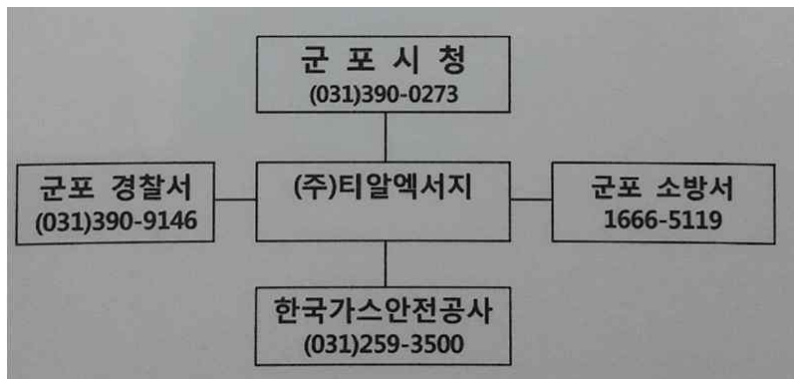 군 포 시 청
(031)390-0273
군포 경찰서
(031)390-9146
(주)티알엑서지
군포 소방서
1666-5119
한국가스안전공사
(031)259-3500